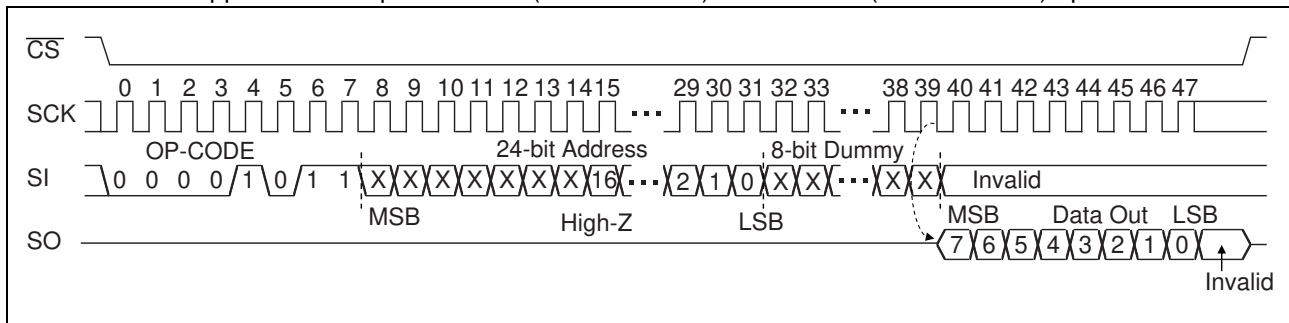 CS
0 1 2 3 4 5 6 7 8 9 10 11 12 13 14 15 29 30 31 32 33 38 39 40 41 42 43 44 45 46 47
SCK
OP-CODE 24-bit Address 8-bit Dummy
SI 0 0 0 0 1 0 1 1 X X X X X X X 16 2 1 0 X X X X Invalid
MSB High-Z LSB MSB Data Out LSB
SO 7 6 5 4 3 2 1 0
Invalid